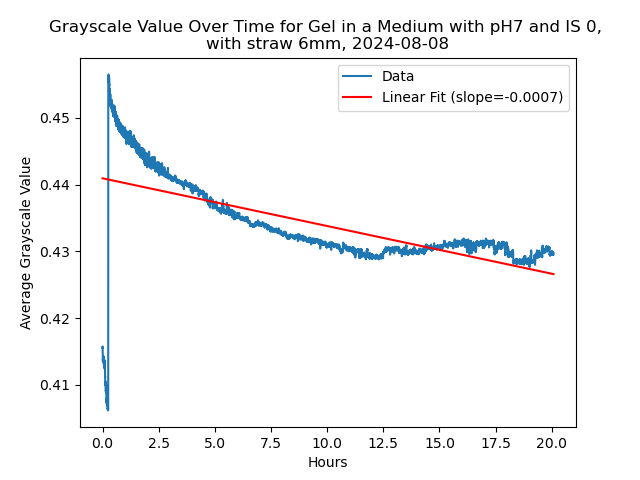 Grayscale Value Over Time for Gel in a Medium with pH7 and IS 0,
with straw 6mm, 2024-08-08
Data
Linear Fit (slope=-0.0007)
Average Grayscale Value
0.45
0.44
0.43
0.42
0.41
0.0 2.5 5.0 7.5 10.0 12.5 15.0 17.5 20.0
Hours